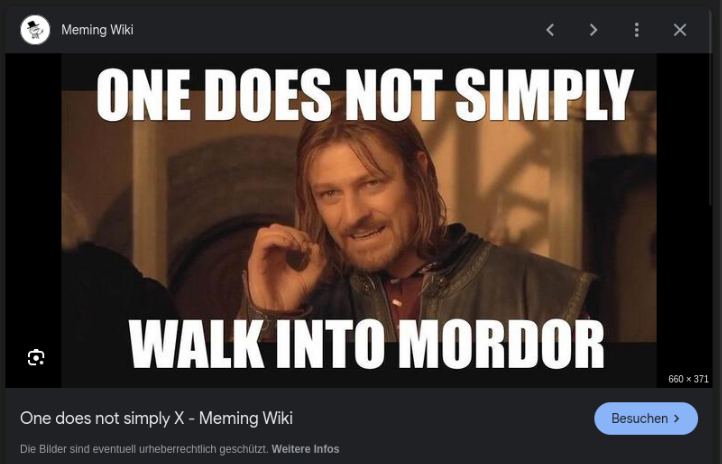 Meming Wiki
ONE DOES NOT SIMPLY
WALK INTO MORDOR
660 × 371
One does not simply X - Meming Wiki
Besuchen
Die Bilder sind eventuell urheberrechtlich geschützt. Weitere Infos